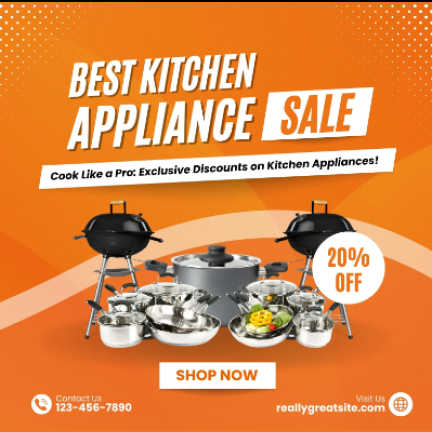 BEST KITCHEN
APPLIANCE SALE
Cook Like a Pro: Exclusive Discounts on Kitchen Appliances!
20%
OFF
SHOP NOW
Contact Us
123-456-7890
Visit Us
reallygreatsite.com